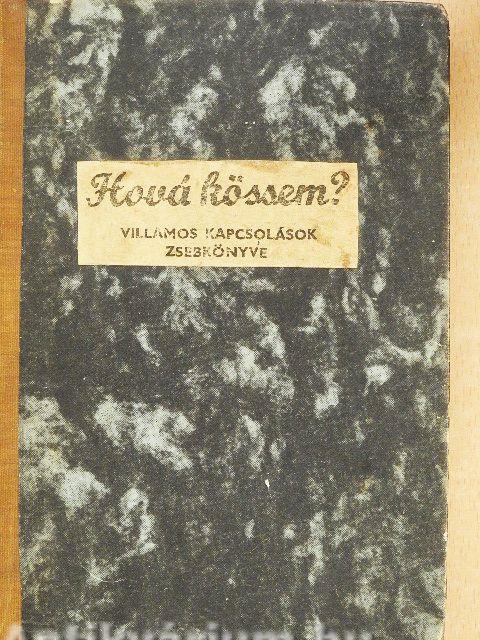 Hová kössem?
VILLAMOS KAPCSOLÁSOK
ZSEBKÖNYVE